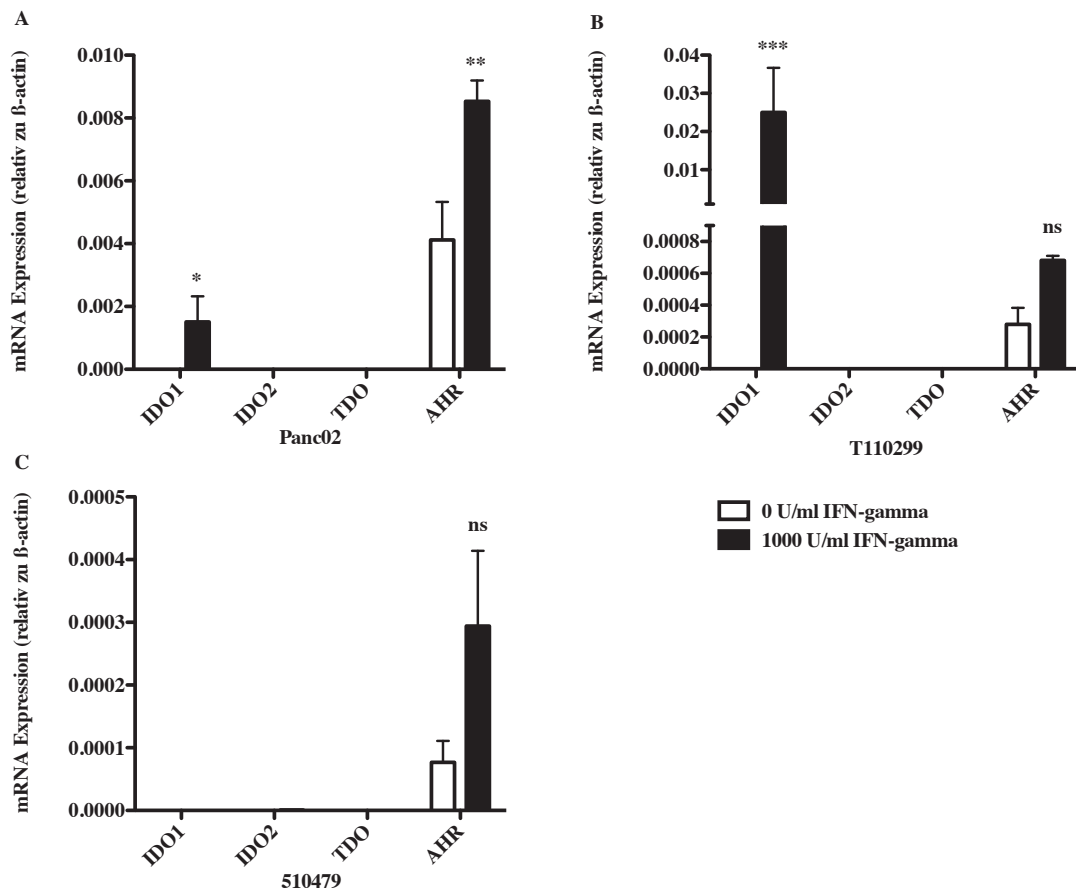 A
mRNA Expression (relativ zu ß-actin)
0.010
0.008
0.006
0.004
0.002
0.000
*
**
IDO1
IDO2
TDO
AHR
Panc02
B
mRNA Expression (relativ zu ß-actin)
0.04
0.03
0.02
0.01
0.0008
0.0006
0.0004
0.0002
0.0000
***
ns
IDO1
IDO2
TDO
AHR
T110299
C
mRNA Expression (relativ zu ß-actin)
0.0005
0.0004
0.0003
0.0002
0.0001
0.0000
ns
IDO1
IDO2
TDO
AHR
510479
0 U/ml IFN-gamma
1000 U/ml IFN-gamma